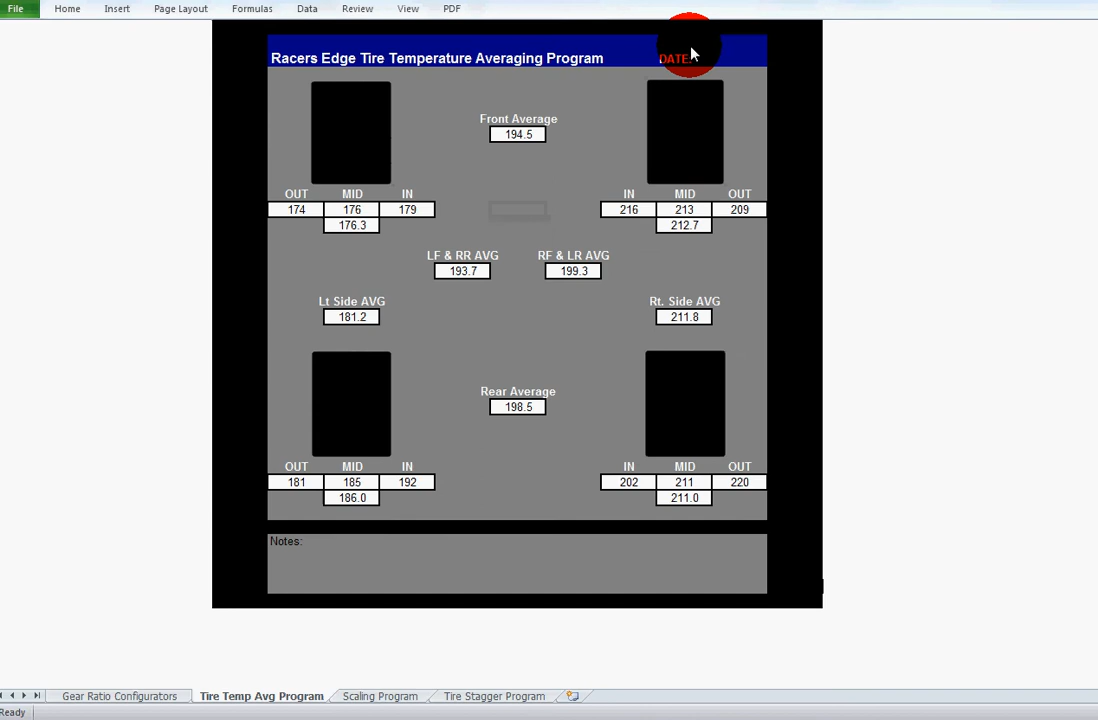 File Home Insert Page Layout Formulas Data Review View PDF
Racers Edge Tire Temperature Averaging Program DATE:
Front Average
194.5
OUT MID IN IN MID OUT
174 176 179 216 213 209
176.3 212.7
LF & RR AVG RF & LR AVG
193.7 199.3
Lt Side AVG Rt. Side AVG
181.2 211.8
Rear Average
198.5
OUT MID IN IN MID OUT
181 185 192 202 211 220
186.0 211.0
Notes:
Gear Ratio Configurators Tire Temp Avg Program Scaling Program Tire Stagger Program
Ready